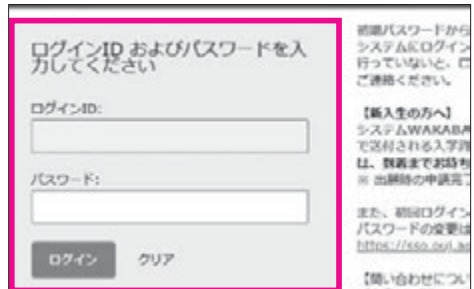 ログインID およびパスワードを入
力してください
ログインID:
パスワード:
ログイン
クリア
初期パスワードから
システムにログイン
行っていないと、ロ
ご連絡ください。
【新入生の方へ】
システムWAKABA
で送付される入学許
は、到着までお待ち
※ 出願時の申請完了
また、初回ログイン
パスワードの変更は
https://sso.ouj.ac
【問い合わせについ